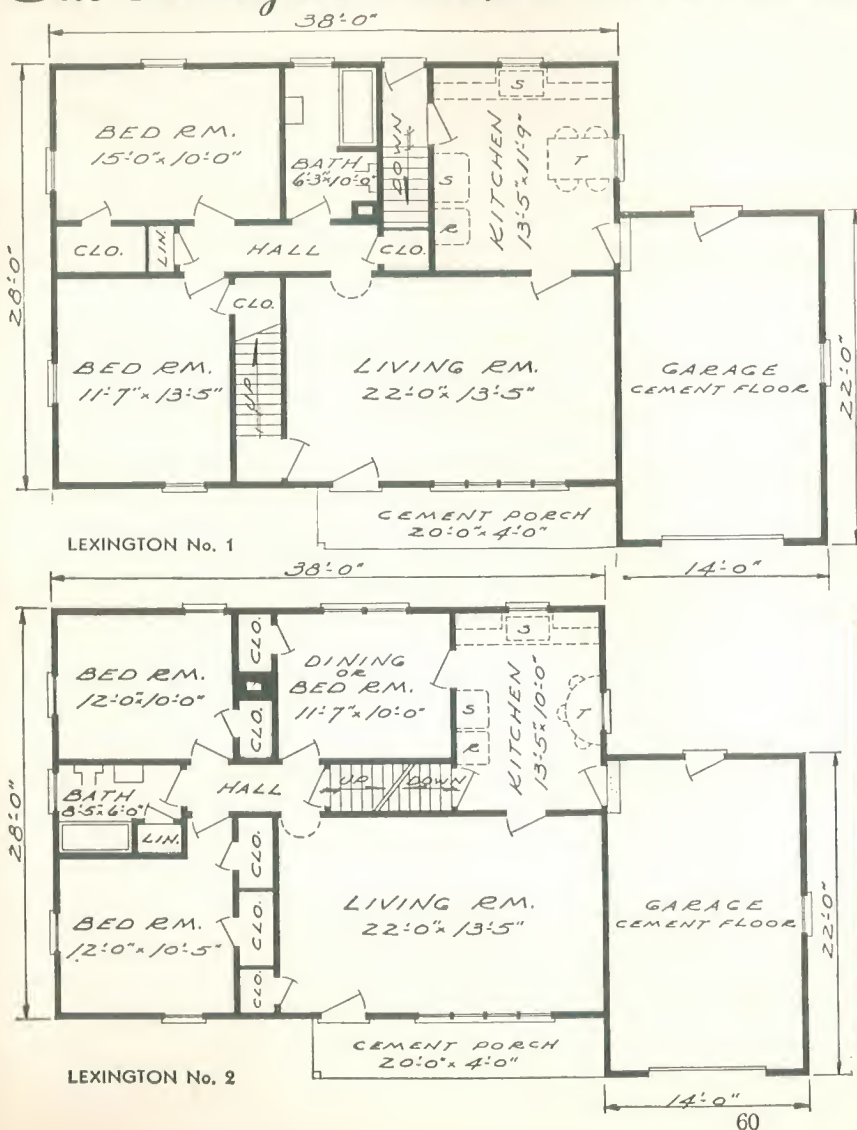 38'-0"
BED RM.
15'-0" x 10'-0"
BATH
6'-3" x 10'-0"
DOWN
S
S
R
KITCHEN
13'-5" x 11'-9"
T
CLO.
LIN.
HALL
CLO.
28'-0"
BED RM.
11'-7" x 13'-5"
CLO.
UP
LIVING RM.
22'-0" x 13'-5"
GARAGE
CEMENT FLOOR
22'-0"
CEMENT PORCH
20'-0" x 4'-0"
LEXINGTON No. 1
14'-0"
38'-0"
BED RM.
12'-0" x 10'-0"
CLO.
CLO.
DINING
OR
BED RM.
11'-7" x 10'-0"
S
S
R
KITCHEN
13'-5" x 10'-0"
T
BATH
8'-5" x 6'-0"
LIN.
HALL
UP
DOWN
28'-0"
BED RM.
12'-0" x 10'-5"
CLO.
CLO.
CLO.
LIVING RM.
22'-0" x 13'-5"
GARAGE
CEMENT FLOOR
22'-0"
CEMENT PORCH
20'-0" x 4'-0"
LEXINGTON No. 2
14'-0"
60